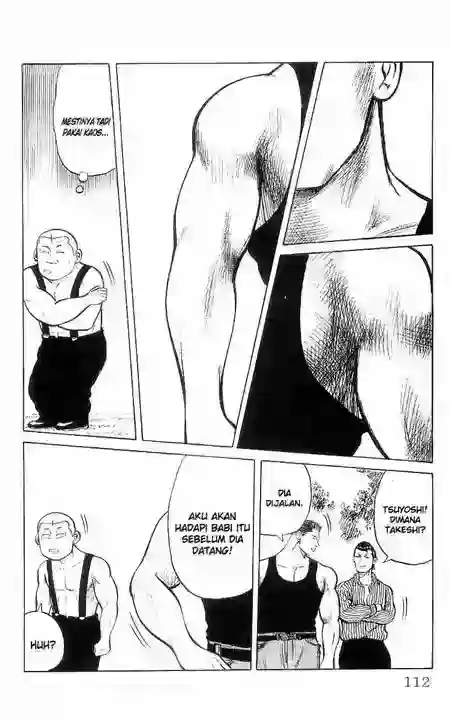 MESTINYA TADI
PAKAI KAOS...
TSUYOSHI!
DIMANA
TAKESHI?
DIA
DIJALAN.
AKU AKAN
HADAPI BABI ITU
SEBELUM DIA
DATANG!
HUH?
112